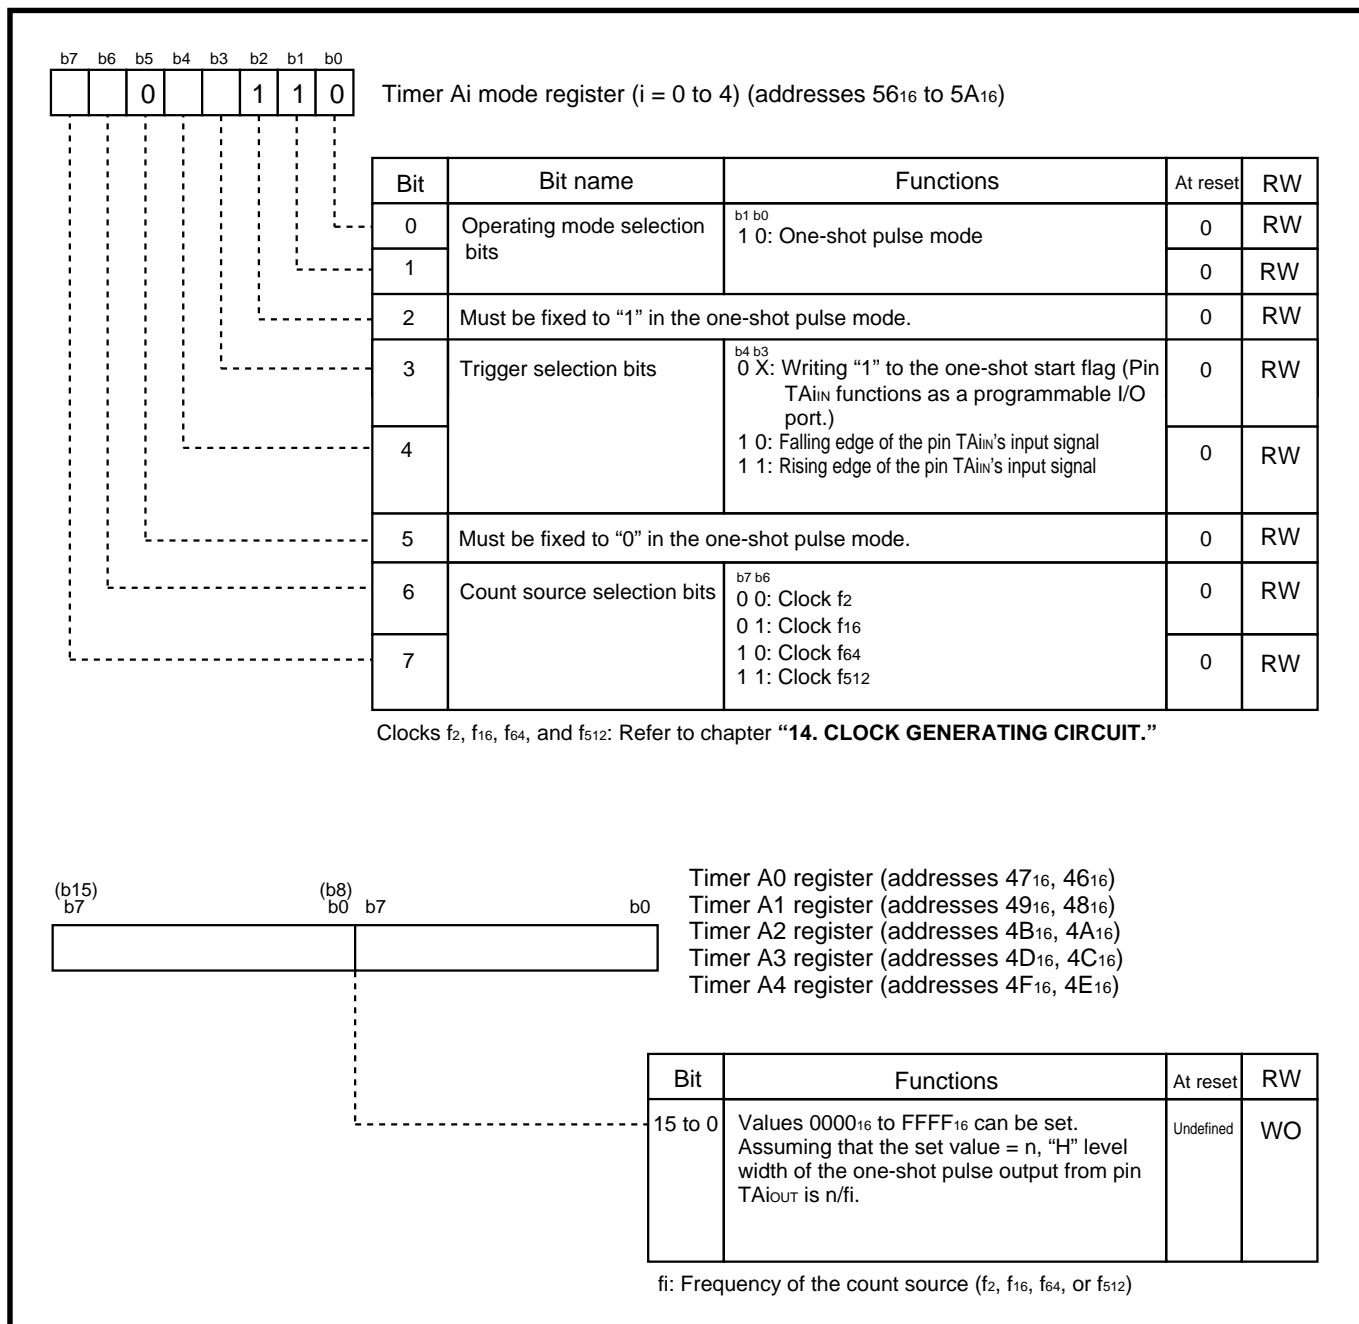 b7 b6 b5 b4 b3 b2 b1 b0
0 1 1 0
Timer Ai mode register (i = 0 to 4) (addresses 5616 to 5A16)
Bit Bit name Functions At reset RW
0 Operating mode selection bits b1 b0 0 RW
1 0: One-shot pulse mode
1 0 RW
2 Must be fixed to “1” in the one-shot pulse mode. 0 RW
3 Trigger selection bits b4 b3 0 RW
0 X: Writing “1” to the one-shot start flag (Pin
TAiIN functions as a programmable I/O
port.)
4 1 0: Falling edge of the pin TAiIN’s input signal 0 RW
1 1: Rising edge of the pin TAiIN’s input signal
5 Must be fixed to “0” in the one-shot pulse mode. 0 RW
6 Count source selection bits b7 b6 0 RW
0 0: Clock f2
0 1: Clock f16
7 1 0: Clock f64 0 RW
1 1: Clock f512
Clocks f2, f16, f64, and f512: Refer to chapter “14. CLOCK GENERATING CIRCUIT.”
(b15) (b8)
b7 b0 b7 b0
Timer A0 register (addresses 4716, 4616)
Timer A1 register (addresses 4916, 4816)
Timer A2 register (addresses 4B16, 4A16)
Timer A3 register (addresses 4D16, 4C16)
Timer A4 register (addresses 4F16, 4E16)
Bit Functions At reset RW
15 to 0 Values 000016 to FFFF16 can be set. Undefined WO
Assuming that the set value = n, “H” level
width of the one-shot pulse output from pin
TAiOUT is n/fi.
fi: Frequency of the count source (f2, f16, f64, or f512)